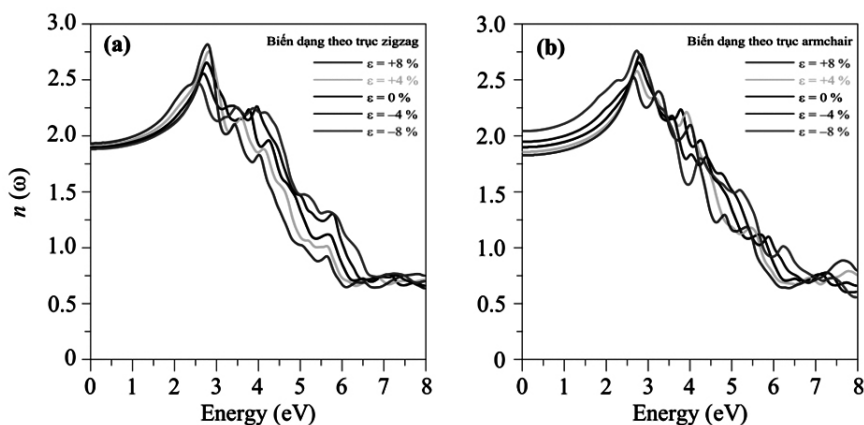 (a)
Biến dạng theo trục zigzag
ε = +8 %
ε = +4 %
ε = 0 %
ε = –4 %
ε = –8 %
n (ω)
3.0
2.5
2.0
1.5
1.0
0.5
0
0 1 2 3 4 5 6 7 8
Energy (eV)
(b)
Biến dạng theo trục armchair
ε = +8 %
ε = +4 %
ε = 0 %
ε = –4 %
ε = –8 %
3.0
2.5
2.0
1.5
1.0
0.5
0
0 1 2 3 4 5 6 7 8
Energy (eV)